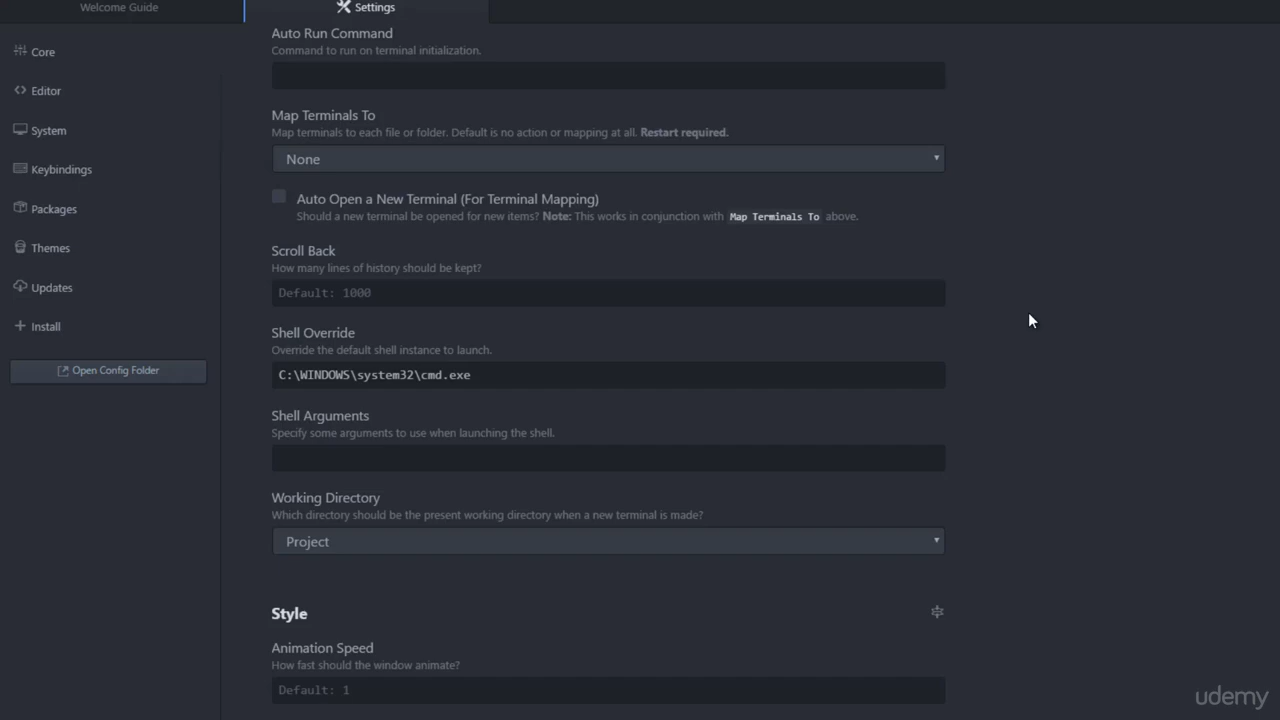 Welcome Guide
Settings
Core
Editor
System
Keybindings
Packages
Themes
Updates
Install
Open Config Folder
Auto Run Command
Command to run on terminal initialization.
Map Terminals To
Map terminals to each file or folder. Default is no action or mapping at all. Restart required.
None
Auto Open a New Terminal (For Terminal Mapping)
Should a new terminal be opened for new items? Note: This works in conjunction with Map Terminals To above.
Scroll Back
How many lines of history should be kept?
Default: 1000
Shell Override
Override the default shell instance to launch.
C:\WINDOWS\system32\cmd.exe
Shell Arguments
Specify some arguments to use when launching the shell.
Working Directory
Which directory should be the present working directory when a new terminal is made?
Project
Style
Animation Speed
How fast should the window animate?
Default: 1
udemy